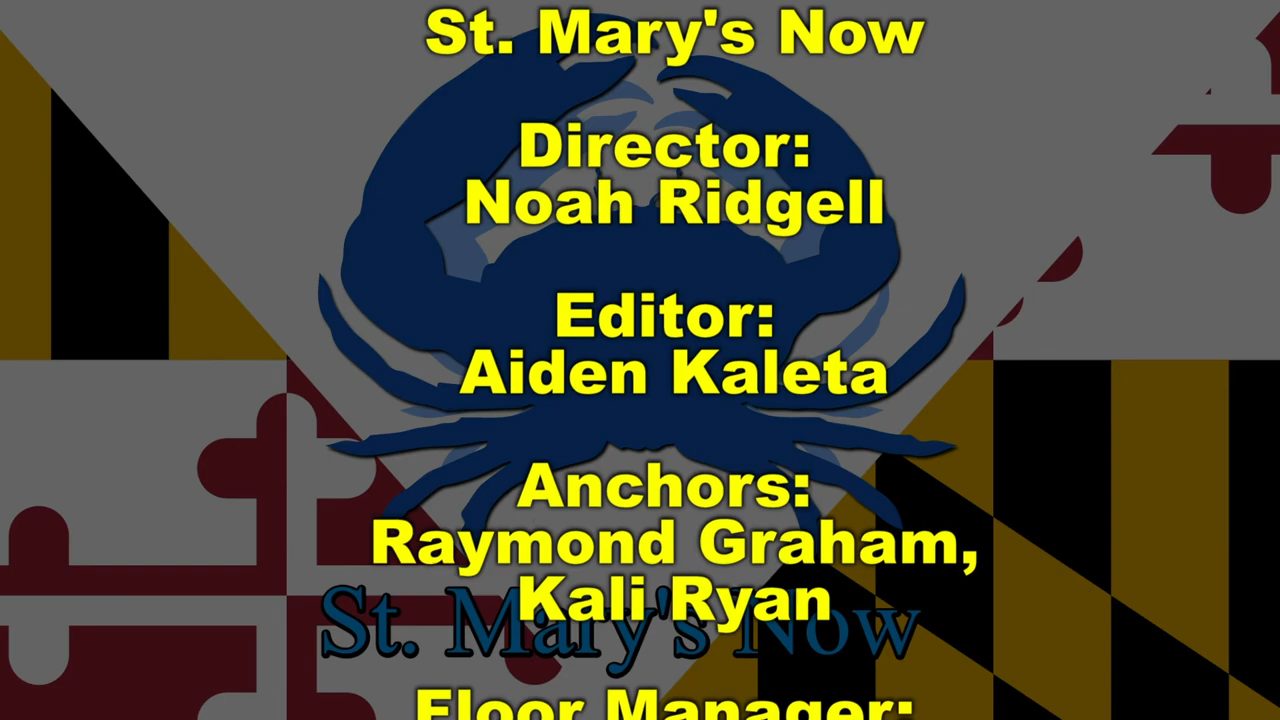 St. Mary's Now
Director:
Noah Ridgell
Editor:
Aiden Kaleta
Anchors:
Raymond Graham,
Kali Ryan
St. Mary's Now
Floor Manager: